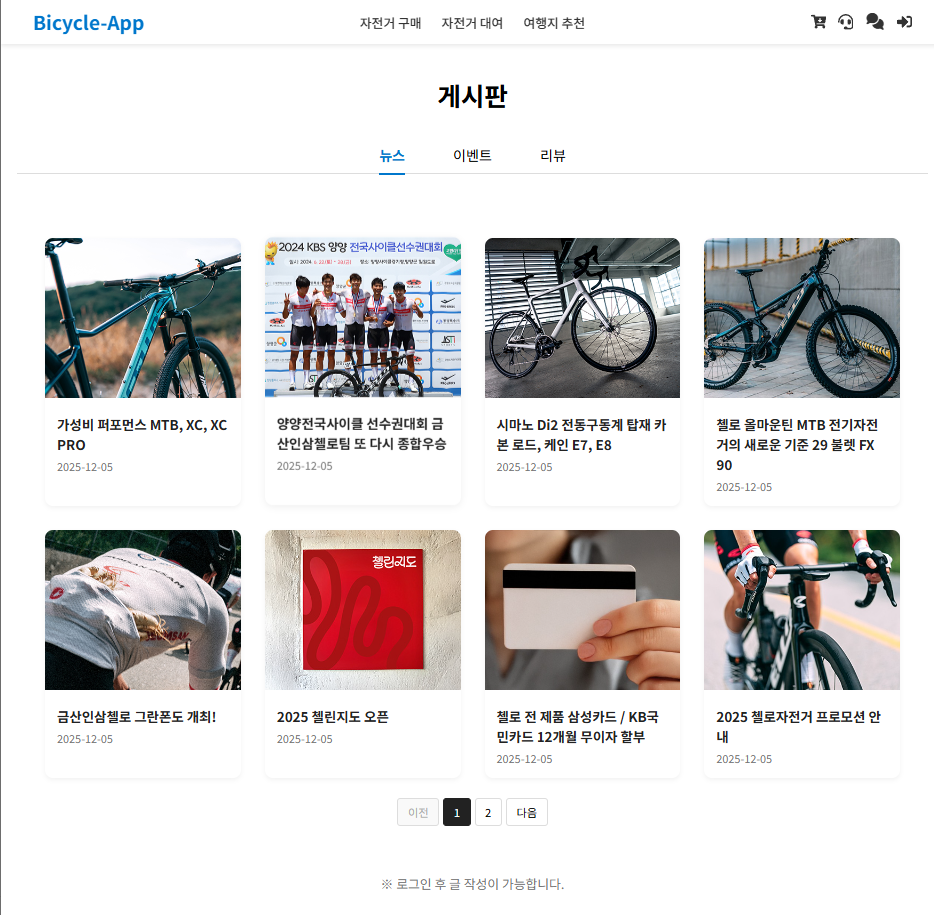 Bicycle-App
자전거 구매
자전거 대여
여행지 추천
게시판
뉴스
이벤트
리뷰
2024 KBS 양양 전국사이클선수권대회
가성비 퍼포먼스 MTB, XC, XC
PRO
2025-12-05
양양전국사이클 선수권대회 금
산인삼첼로팀 또 다시 종합우승
2025-12-05
시마노 Di2 전동구동계 탑재 카
본 로드, 케인 E7, E8
2025-12-05
첼로 올마운틴 MTB 전기자전
거의 새로운 기준 29 불렛 FX
90
2025-12-05
첼린지도
금산인삼첼로 그란폰도 개최!
2025-12-05
2025 첼린지도 오픈
2025-12-05
첼로 전 제품 삼성카드 / KB국
민카드 12개월 무이자 할부
2025-12-05
2025 첼로자전거 프로모션 안
내
2025-12-05
이전
1
2
다음
※ 로그인 후 글 작성이 가능합니다.